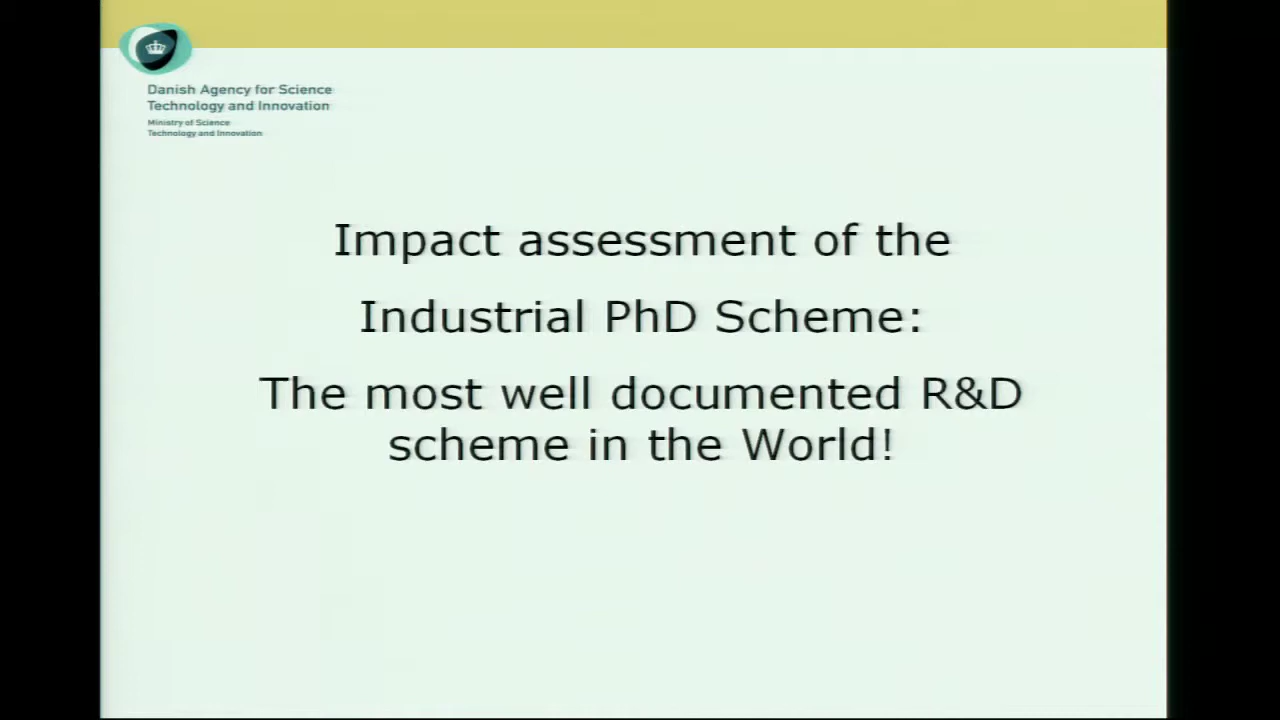 Danish Agency for Science
Technology and Innovation
Ministry of Science
Technology and Innovation
Impact assessment of the
Industrial PhD Scheme:
The most well documented R&D
scheme in the World!